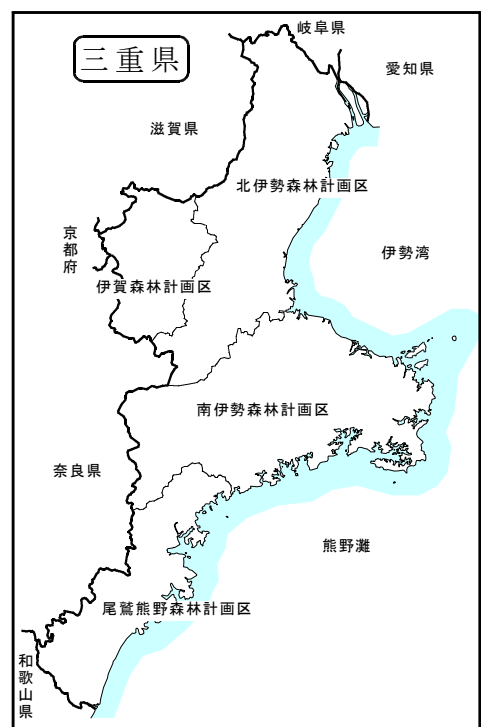 岐阜県
三重県
愛知県
滋賀県
北伊勢森林計画区
京都府
伊勢湾
伊賀森林計画区
南伊勢森林計画区
奈良県
熊野灘
尾鷲熊野森林計画区
和歌山県